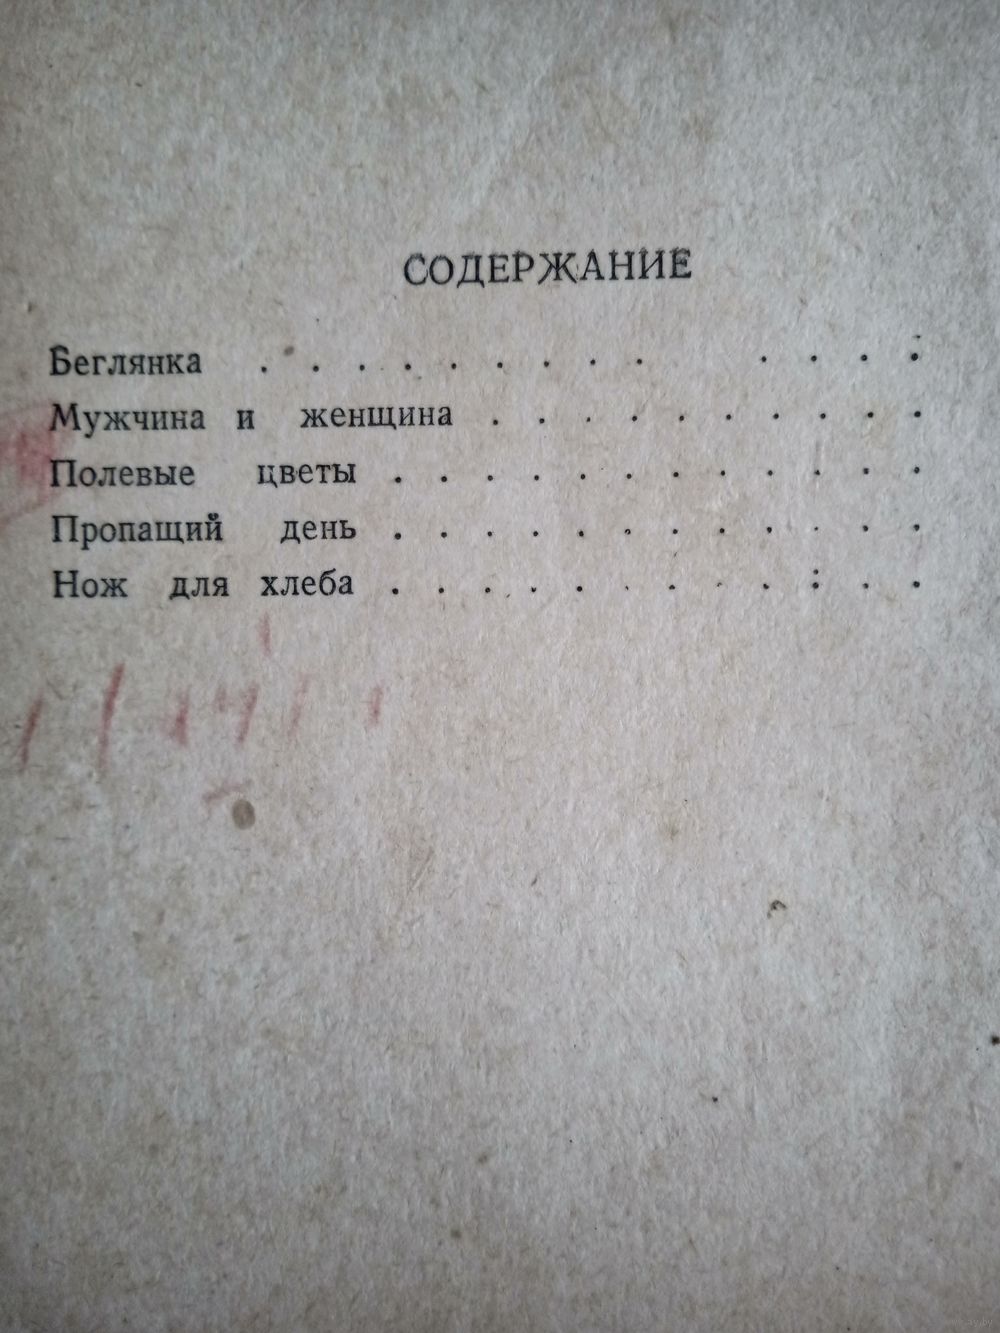 СОДЕРЖАНИЕ
Беглянка . . . . . . . . . . . . .
Мужчина и женщина . . . . . . . . . .
Полевые цветы . . . . . . . . . . . .
Пропащий день . . . . . . . . . . . .
Нож для хлеба . . . . . . . . . : . .